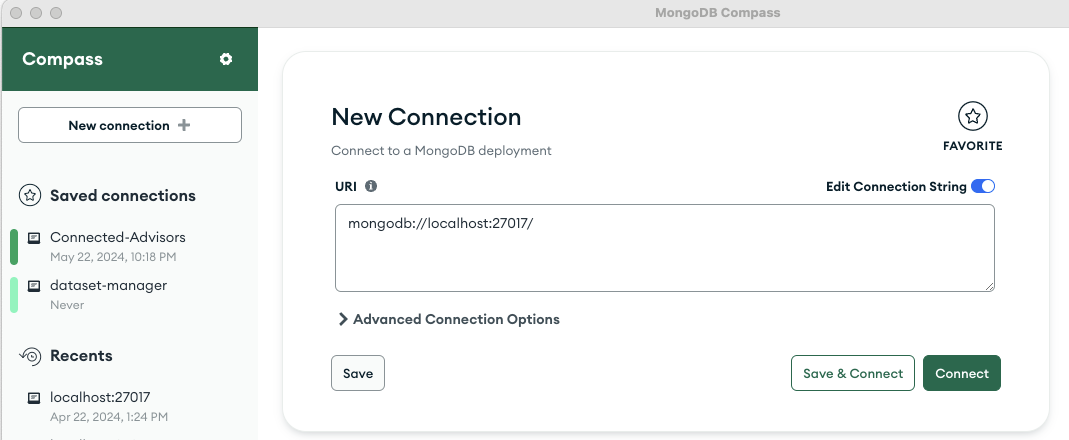 MongoDB Compass
Compass
New connection
Saved connections
Connected-Advisors
May 22, 2024, 10:18 PM
dataset-manager
Never
Recents
localhost:27017
Apr 22, 2024, 1:24 PM
New Connection
FAVORITE
Connect to a MongoDB deployment
URI
Edit Connection String
mongodb://localhost:27017/
Advanced Connection Options
Save
Save & Connect
Connect